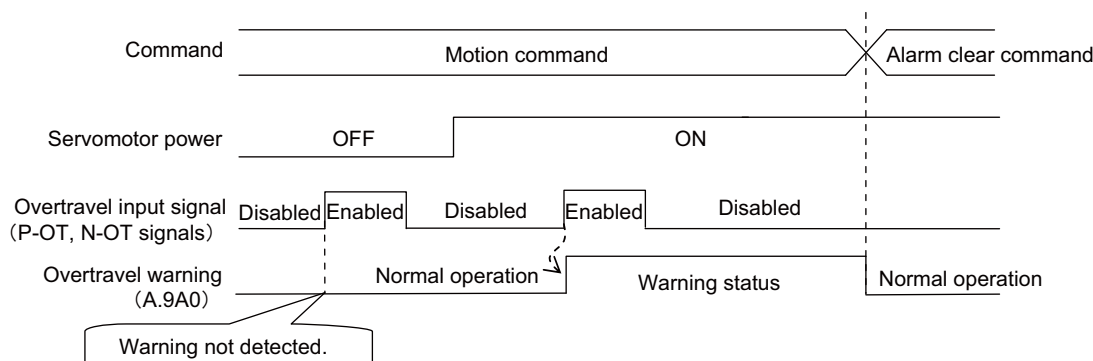 Command
Motion command
Alarm clear command
Servomotor power
OFF
ON
Overtravel input signal
（P-OT, N-OT signals）
Disabled
Enabled
Disabled
Enabled
Disabled
Overtravel warning
（A.9A0）
Normal operation
Warning status
Normal operation
Warning not detected.